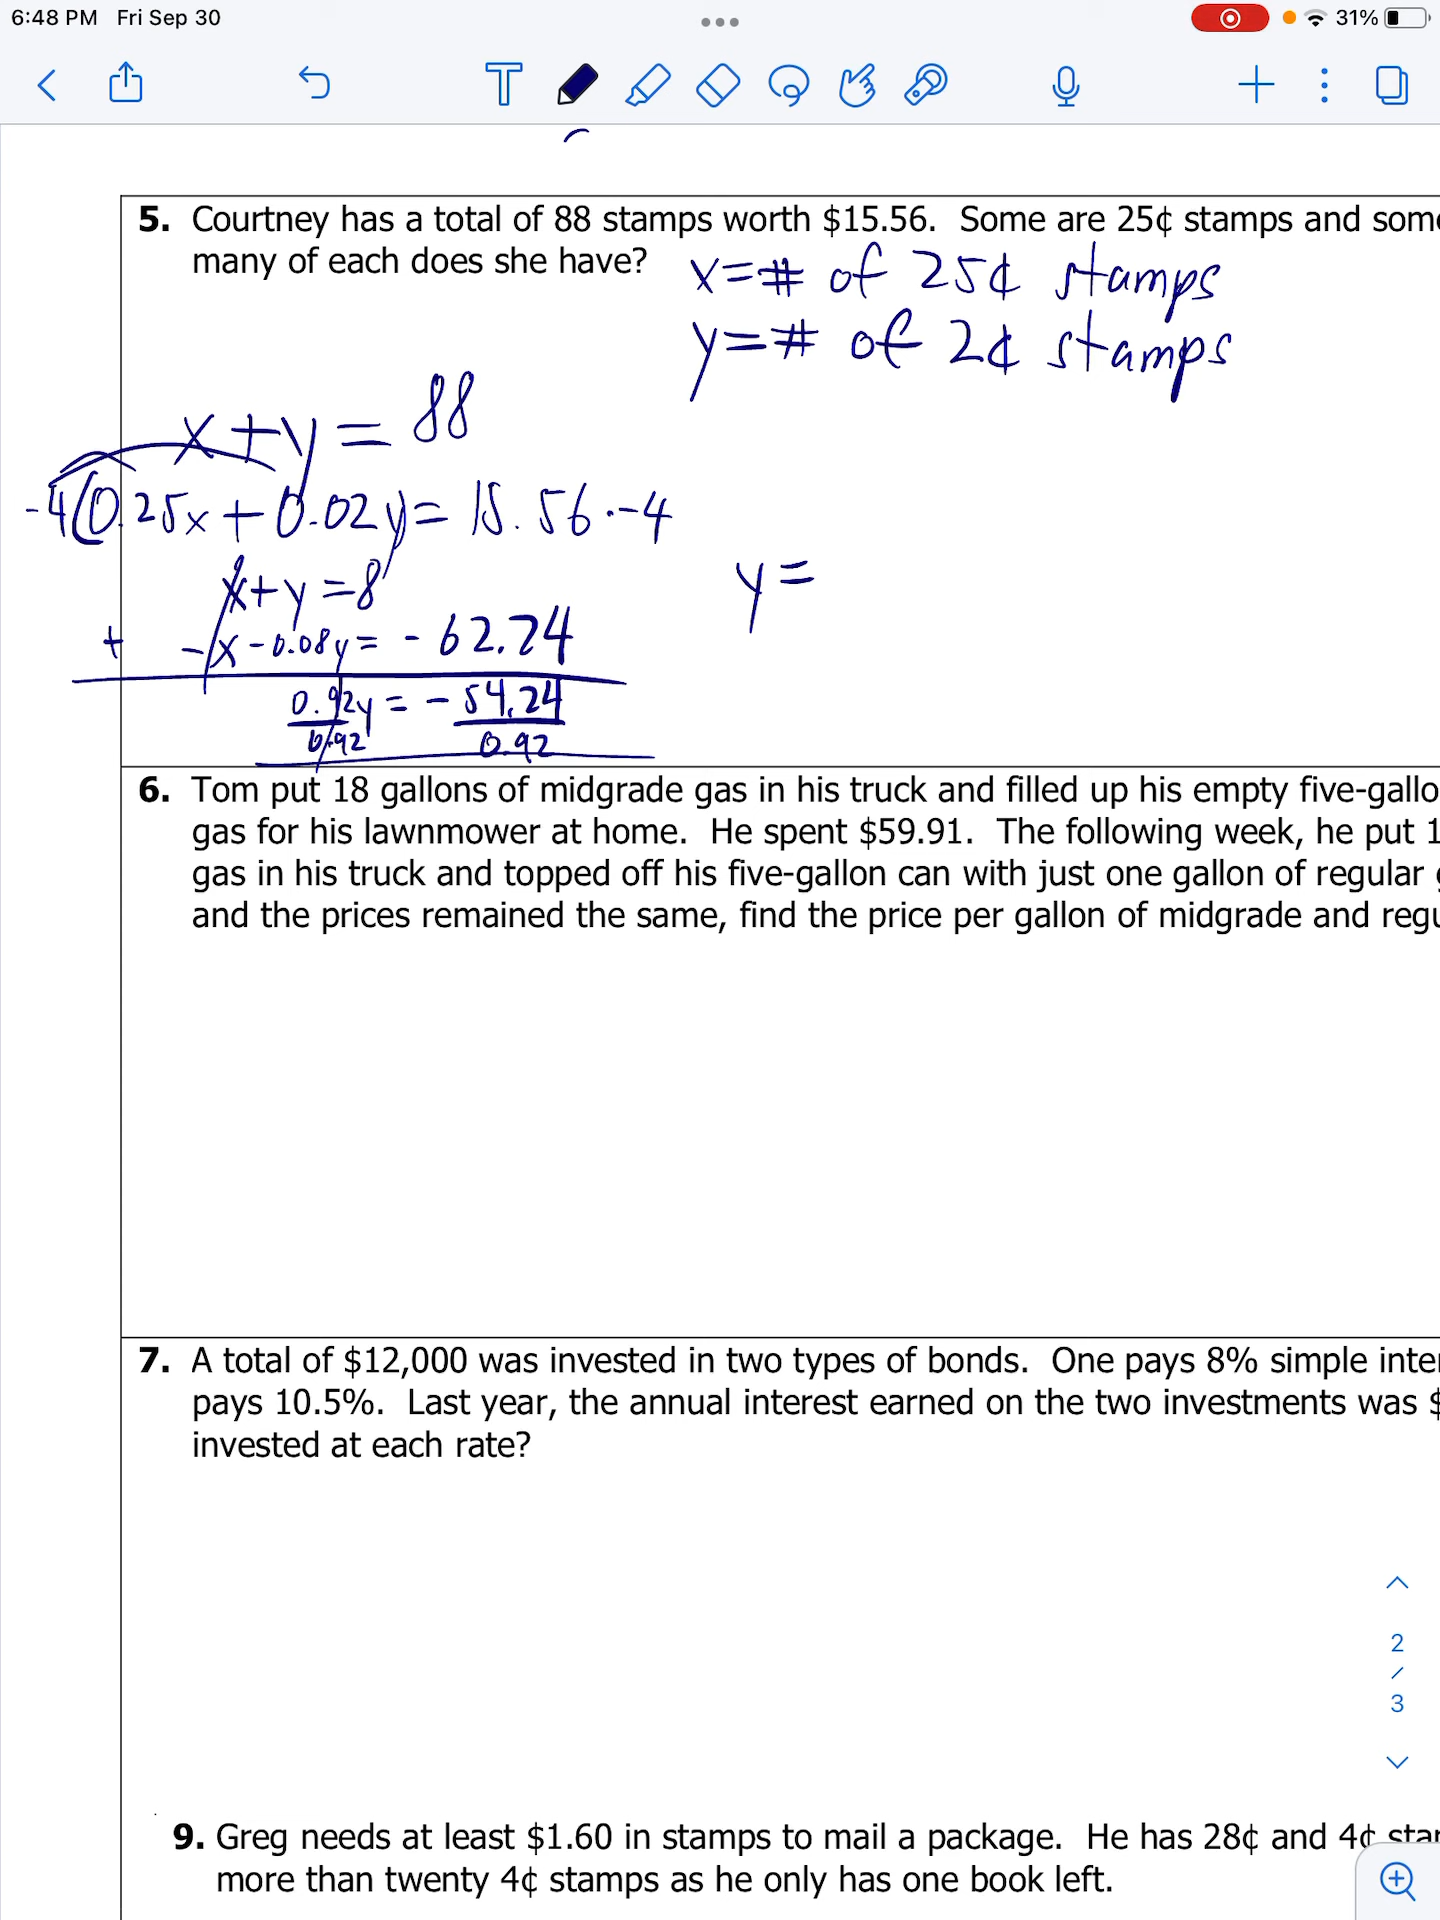 6:48 PM Fri Sep 30
31%
5. Courtney has a total of 88 stamps worth $15.56. Some are 25¢ stamps and som
many of each does she have?
x=# of 25¢ stamps
y=# of 2¢ stamps
x+y = 88
-4(0.25x+0.02y= 15.56·-4
x+y=8
+ -x-0.08y= -62.24
0.92y = -54.24
0.92 0.92
y=
6. Tom put 18 gallons of midgrade gas in his truck and filled up his empty five-gallo
gas for his lawnmower at home. He spent $59.91. The following week, he put 1
gas in his truck and topped off his five-gallon can with just one gallon of regular
and the prices remained the same, find the price per gallon of midgrade and regu
7. A total of $12,000 was invested in two types of bonds. One pays 8% simple inte
pays 10.5%. Last year, the annual interest earned on the two investments was $
invested at each rate?
2
/
3
9. Greg needs at least $1.60 in stamps to mail a package. He has 28¢ and 4¢ sta
more than twenty 4¢ stamps as he only has one book left.